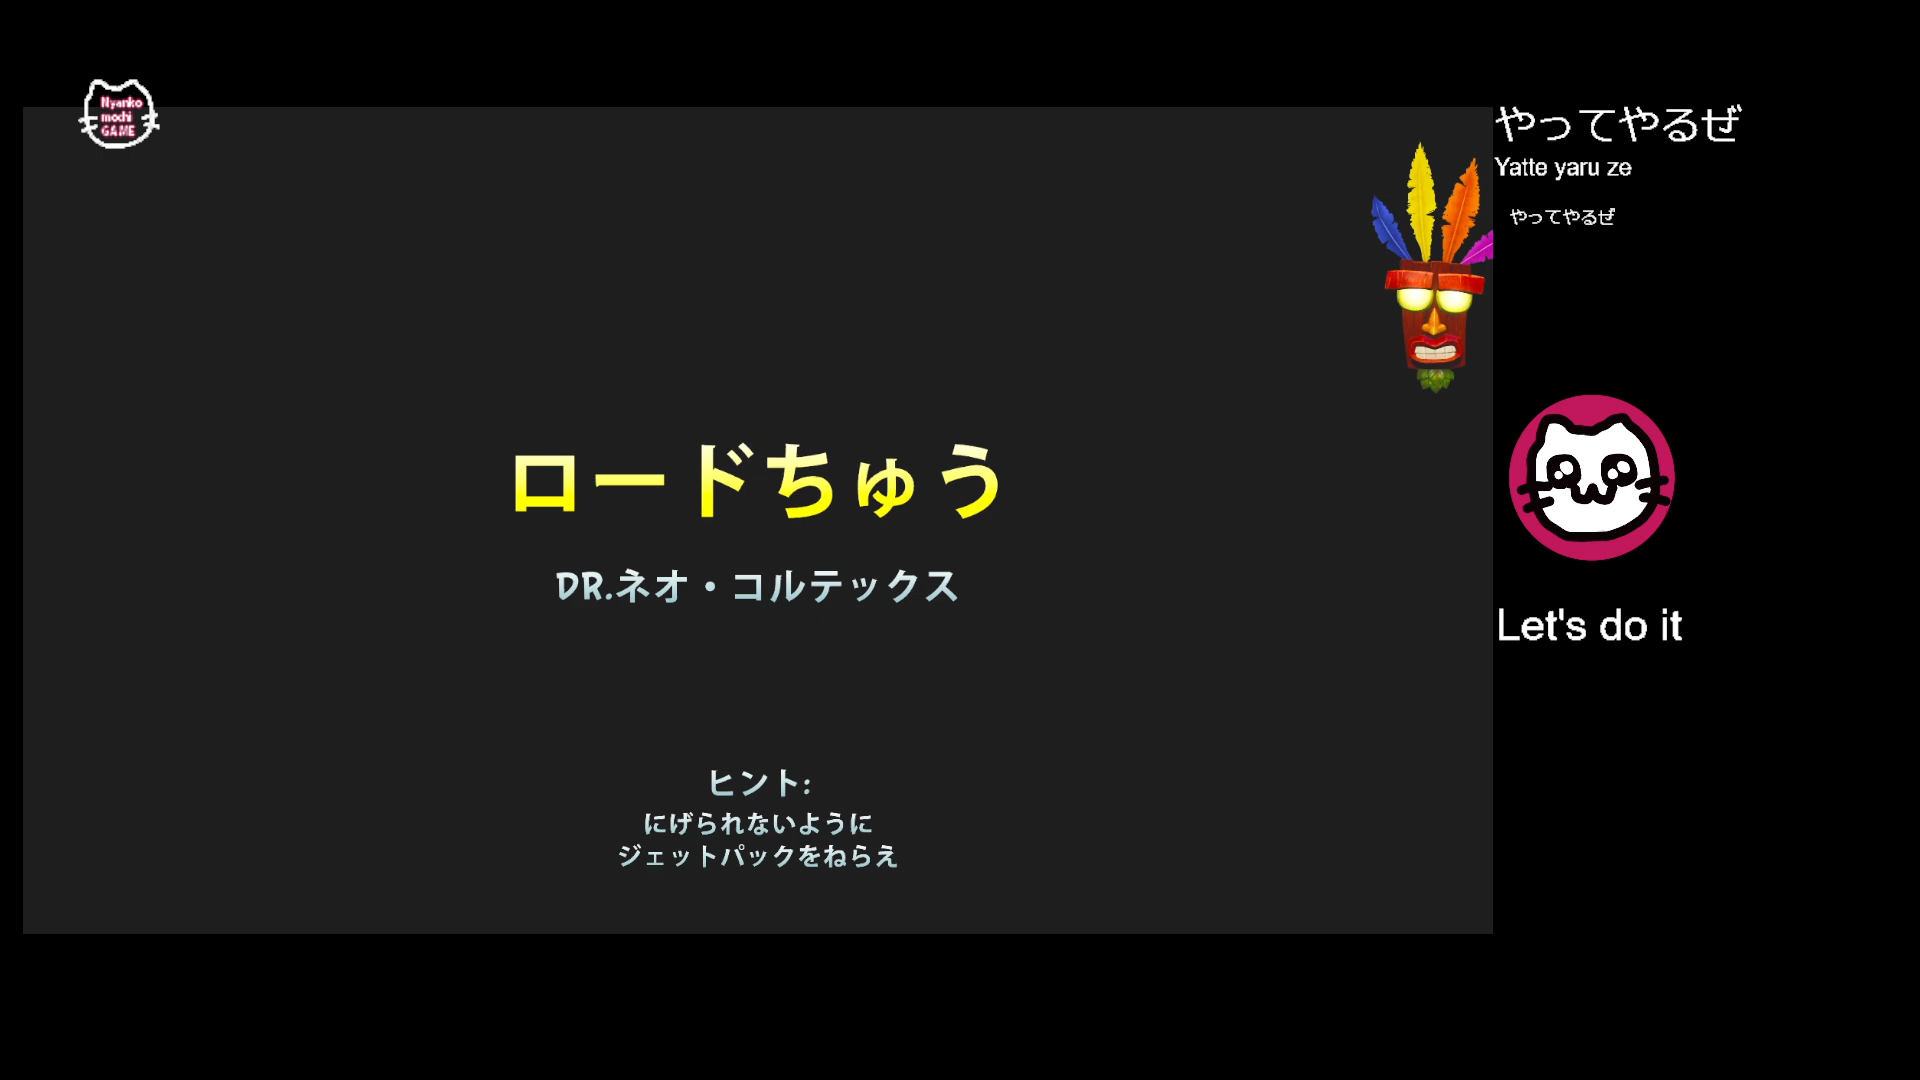 Nyanko
mochi
GAME
ロードちゅう
DR.ネオ・コルテックス
ヒント:
にげられないように
ジェットパックをねらえ
やってやるぜ
Yatte yaru ze
やってやるぜ
Let's do it